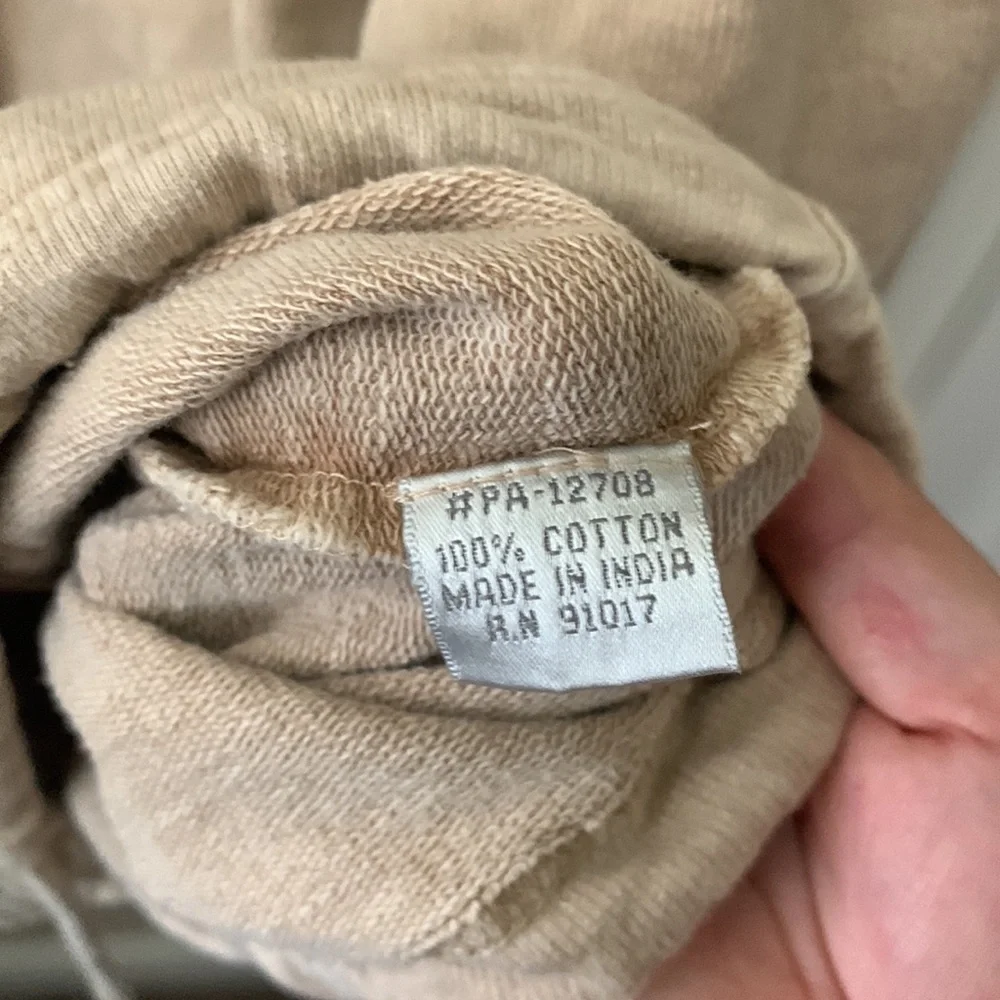 #PA-12708
100% COTTON
MADE IN INDIA
R.N 91017